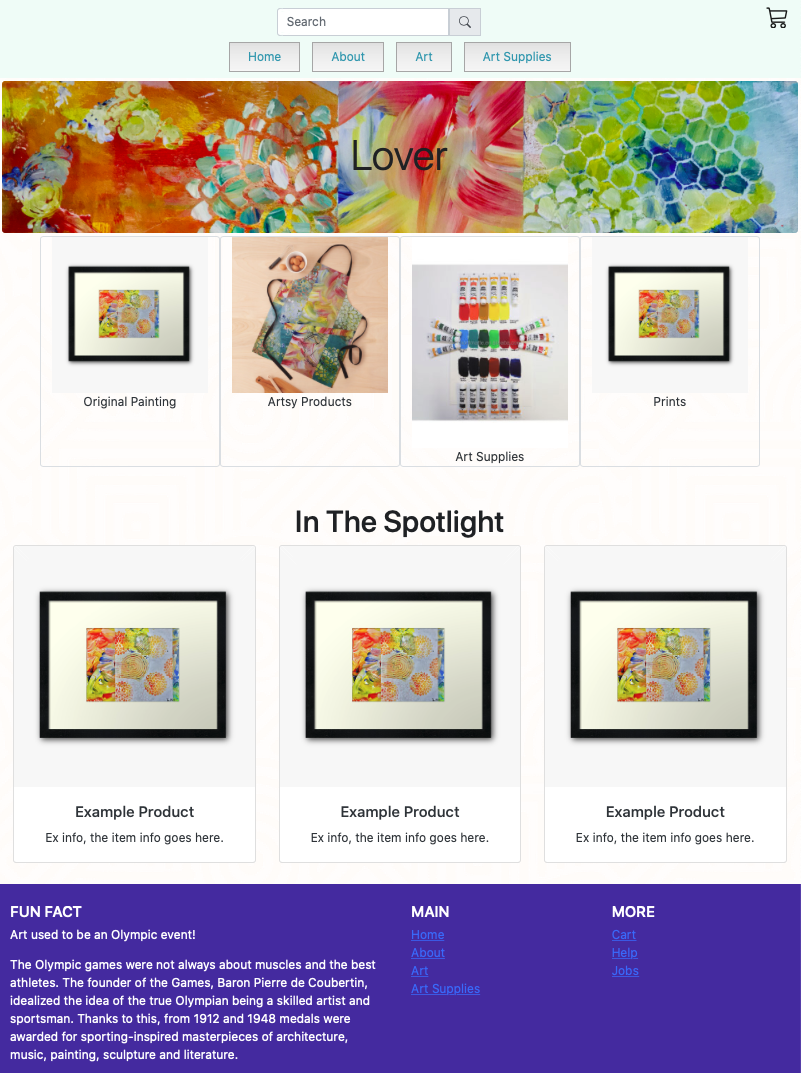 Search
Home
About
Art
Art Supplies
Lover
Original Painting
Artsy Products
Art Supplies
Prints
In The Spotlight
Example Product
Ex info, the item info goes here.
Example Product
Ex info, the item info goes here.
Example Product
Ex info, the item info goes here.
FUN FACT
Art used to be an Olympic event!
The Olympic games were not always about muscles and the best
athletes. The founder of the Games, Baron Pierre de Coubertin,
idealized the idea of the true Olympian being a skilled artist and
sportsman. Thanks to this, from 1912 and 1948 medals were
awarded for sporting-inspired masterpieces of architecture,
music, painting, sculpture and literature.
MAIN
Home
About
Art
Art Supplies
MORE
Cart
Help
Jobs